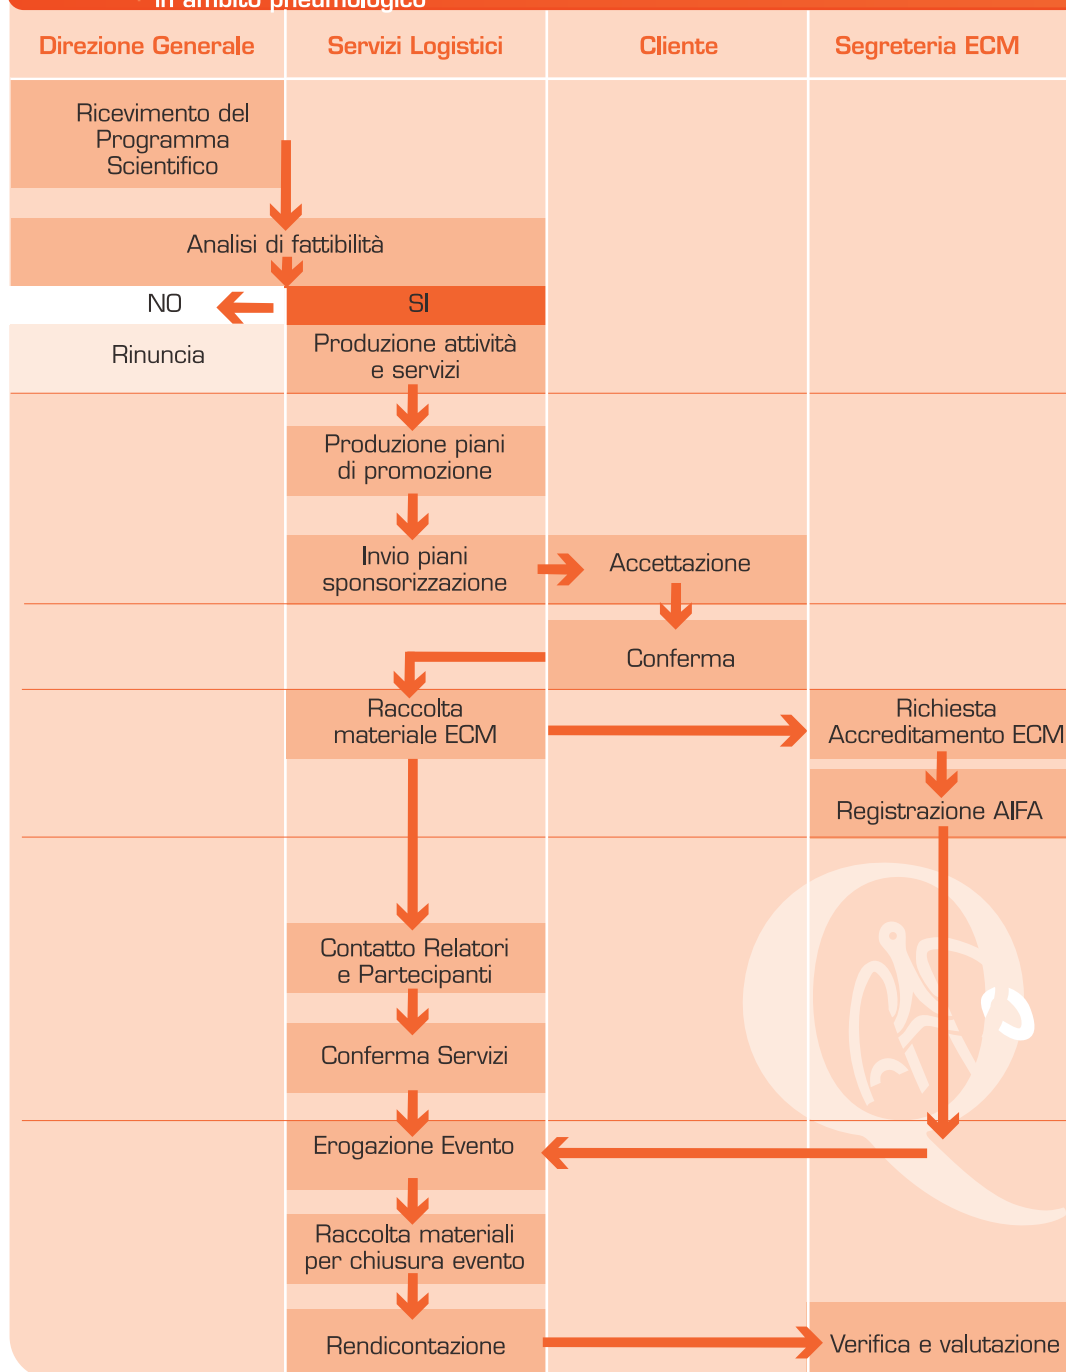 in ambito pneumologico
Direzione Generale
Servizi Logistici
Cliente
Segreteria ECM
Ricevimento del
Programma
Scientifico
Analisi di fattibilità
NO
SI
Rinuncia
Produzione attività
e servizi
Produzione piani
di promozione
Invio piani
sponsorizzazione
Accettazione
Conferma
Raccolta
materiale ECM
Richiesta
Accreditamento ECM
Registrazione AIFA
Contatto Relatori
e Partecipanti
Conferma Servizi
Erogazione Evento
Raccolta materiali
per chiusura evento
Rendicontazione
Verifica e valutazione